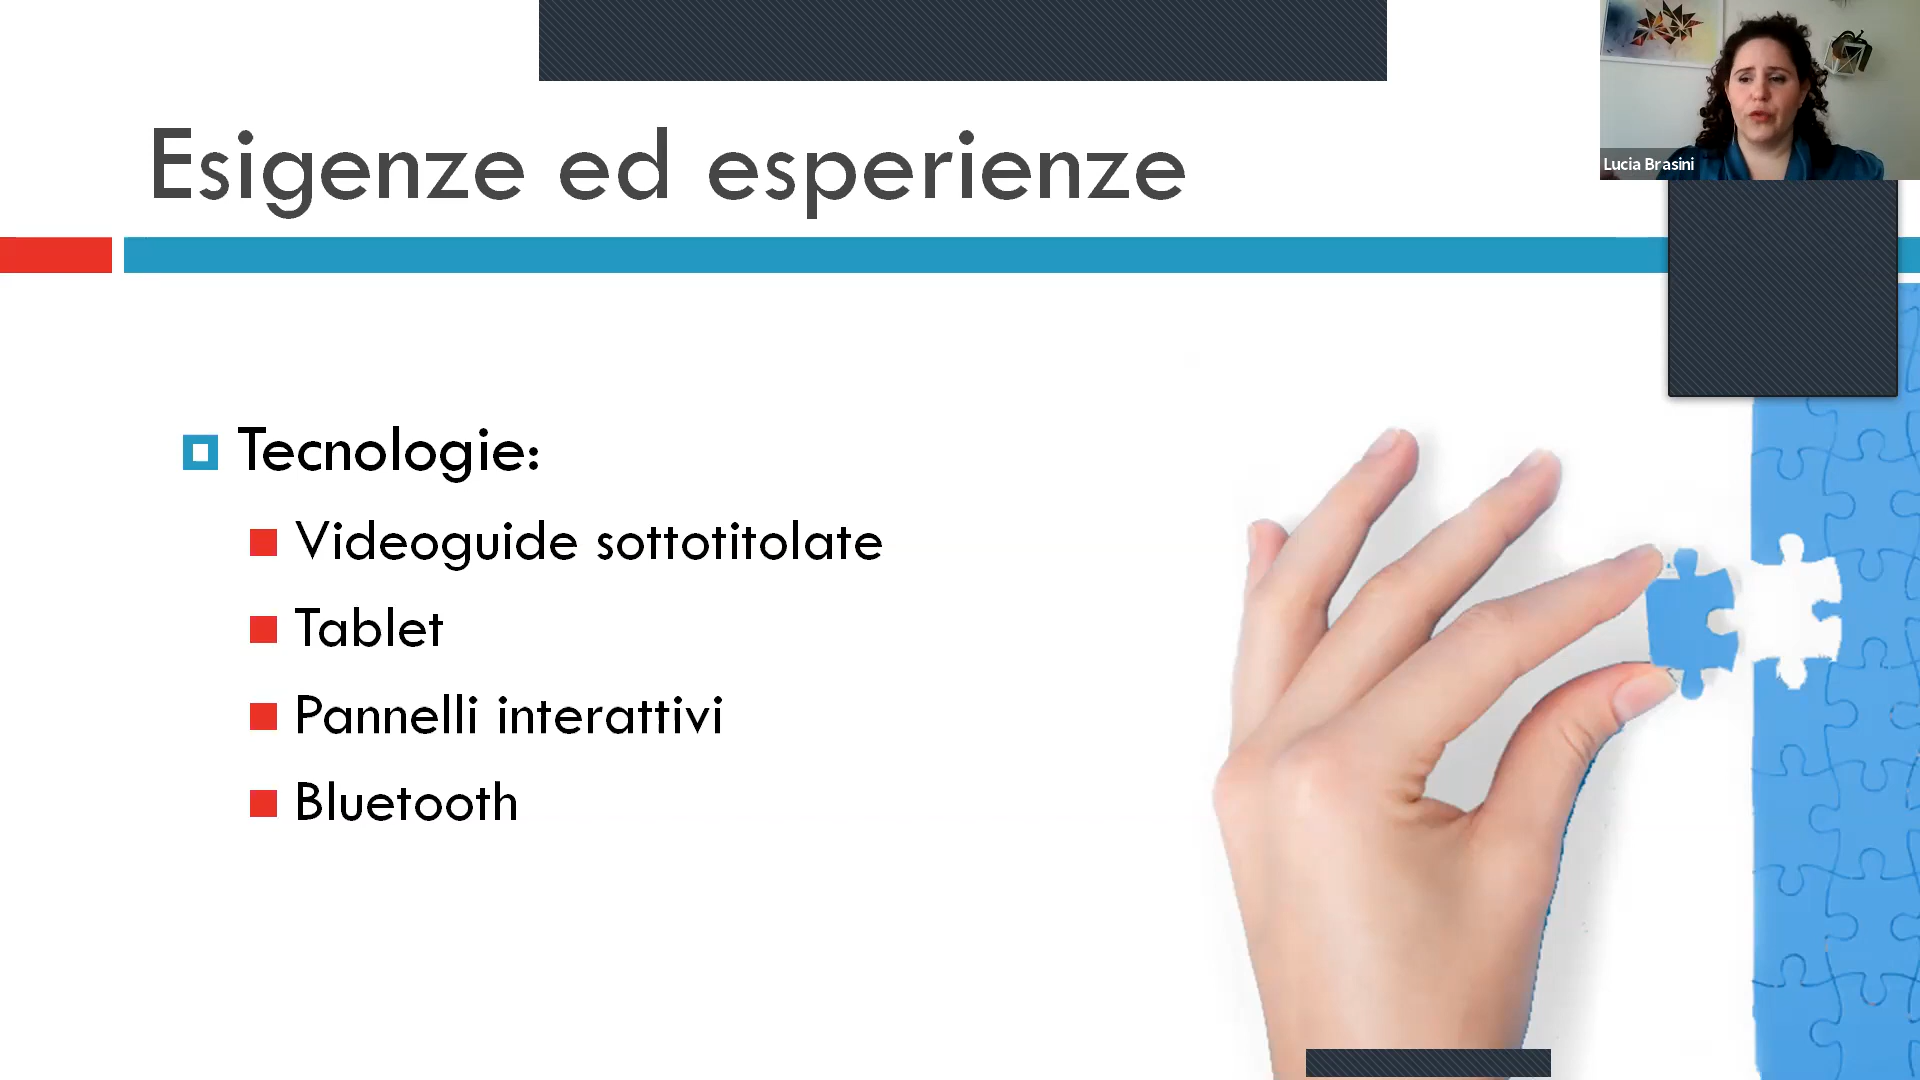 Esigenze ed esperienze
Lucia Brasini
Tecnologie:
Videoguide sottotitolate
Tablet
Pannelli interattivi
Bluetooth